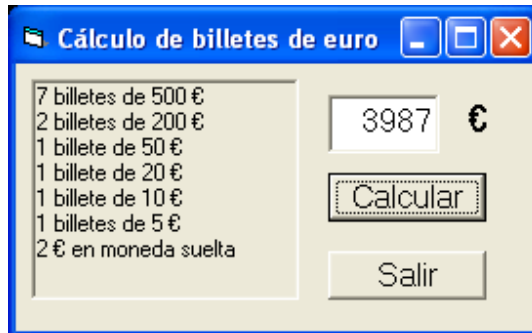 Cálculo de billetes de euro
7 billetes de 500 €
2 billetes de 200 €
1 billete de 50 €
1 billete de 20 €
1 billete de 10 €
1 billetes de 5 €
2 € en moneda suelta
3987 €
Calcular
Salir